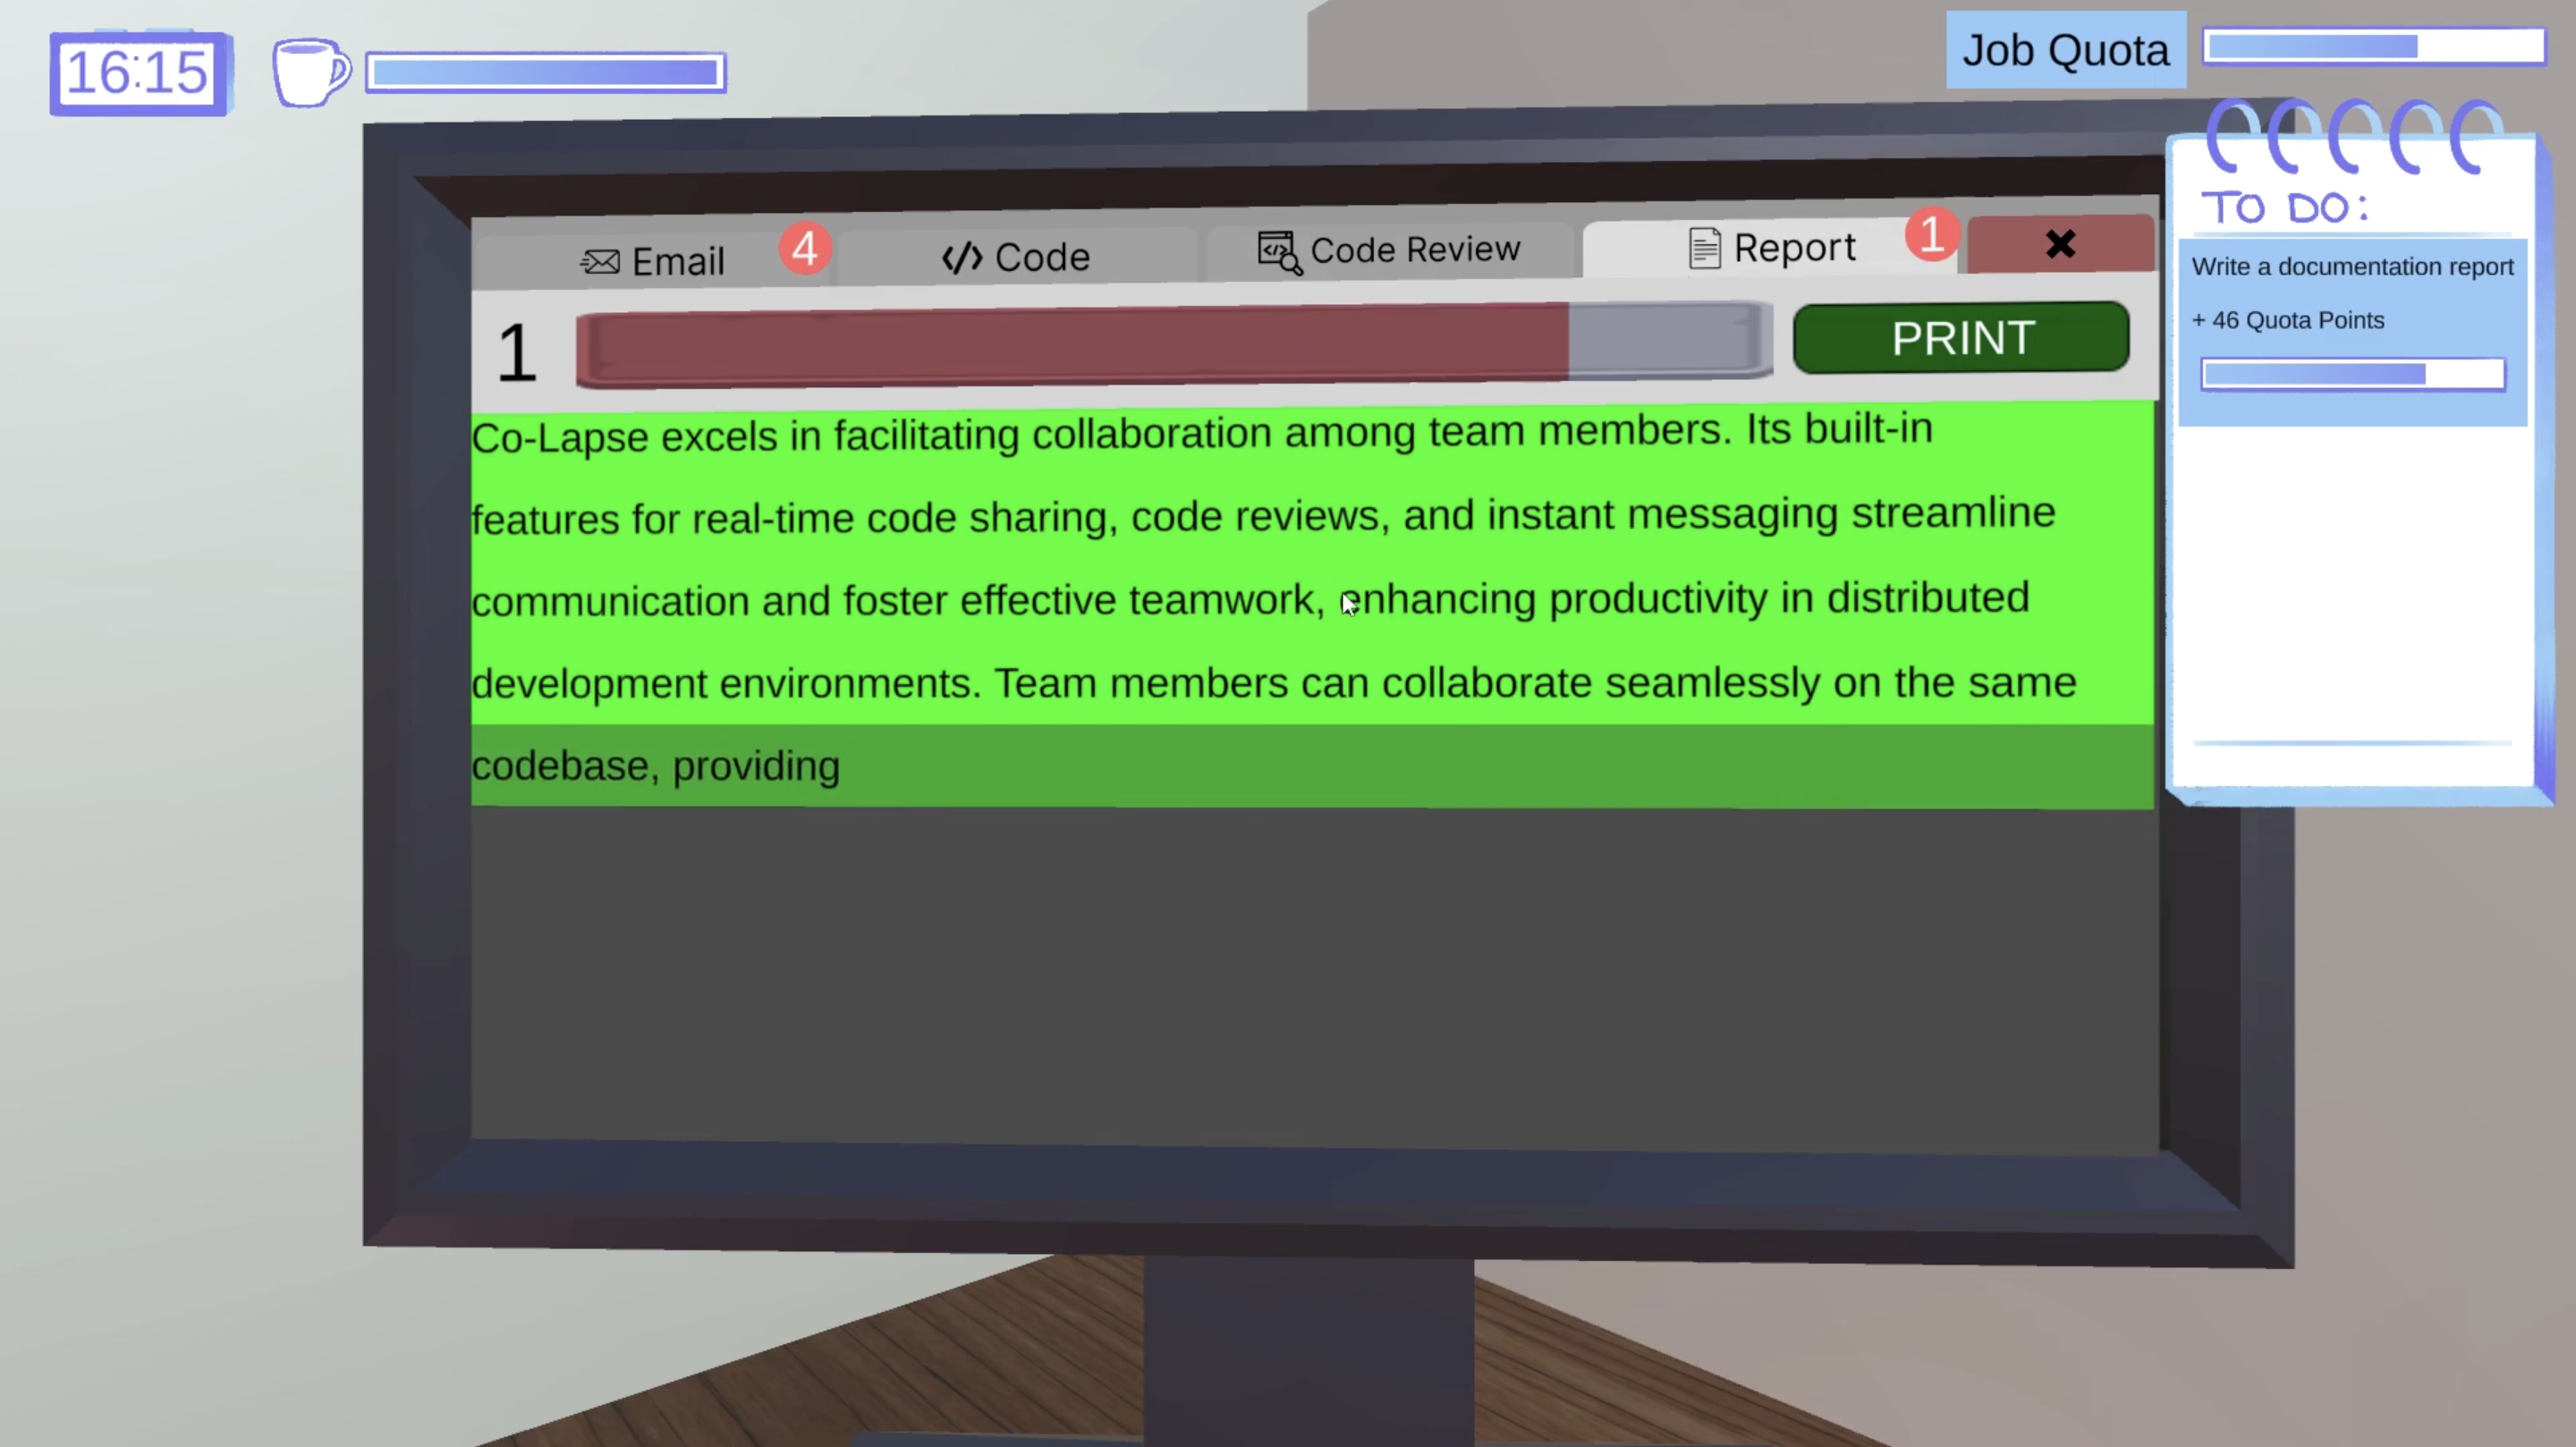 16:15
Job Quota
TO DO:
Write a documentation report
+ 46 Quota Points
Email 4
</> Code
Code Review
Report 1
1
PRINT
Co-Lapse excels in facilitating collaboration among team members. Its built-in
features for real-time code sharing, code reviews, and instant messaging streamline
communication and foster effective teamwork, enhancing productivity in distributed
development environments. Team members can collaborate seamlessly on the same
codebase, providing